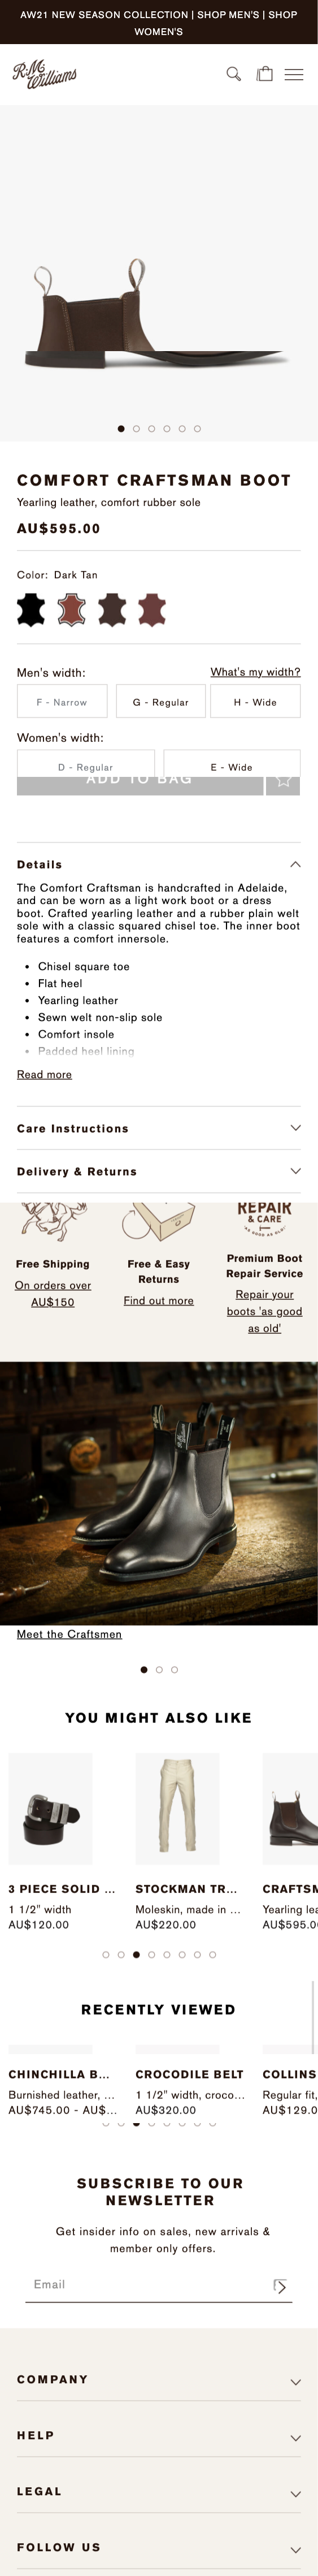 AW21 NEW SEASON COLLECTION | SHOP MEN'S | SHOP
WOMEN'S
R.M. Williams
COMFORT CRAFTSMAN BOOT
Yearling leather, comfort rubber sole
AU$595.00
Color: Dark Tan
Men's width:
What's my width?
F - Narrow
G - Regular
H - Wide
Women's width:
D - Regular
E - Wide
ADD TO BAG
Details
The Comfort Craftsman is handcrafted in Adelaide,
and can be worn as a light work boot or a dress
boot. Crafted yearling leather and a rubber plain welt
sole with a classic squared chisel toe. The inner boot
features a comfort innersole.
• Chisel square toe
• Flat heel
• Yearling leather
• Sewn welt non-slip sole
• Comfort insole
• Padded heel lining
Read more
Care Instructions
Delivery & Returns
Free Shipping
On orders over
AU$150
Free & Easy
Returns
Find out more
REPAIR
& CARE
'AS GOOD AS OLD'
Premium Boot
Repair Service
Repair your
boots 'as good
as old'
Meet the Craftsmen
YOU MIGHT ALSO LIKE
3 PIECE SOLID ...
1 1/2" width
AU$120.00
STOCKMAN TR...
Moleskin, made in ...
AU$220.00
CRAFTSM
Yearling lea
AU$595.0
RECENTLY VIEWED
CHINCHILLA B...
Burnished leather, ...
AU$745.00 - AU$...
CROCODILE BELT
1 1/2" width, croco...
AU$320.00
COLLINS
Regular fit,
AU$129.0
SUBSCRIBE TO OUR
NEWSLETTER
Get insider info on sales, new arrivals &
member only offers.
Email
COMPANY
HELP
LEGAL
FOLLOW US